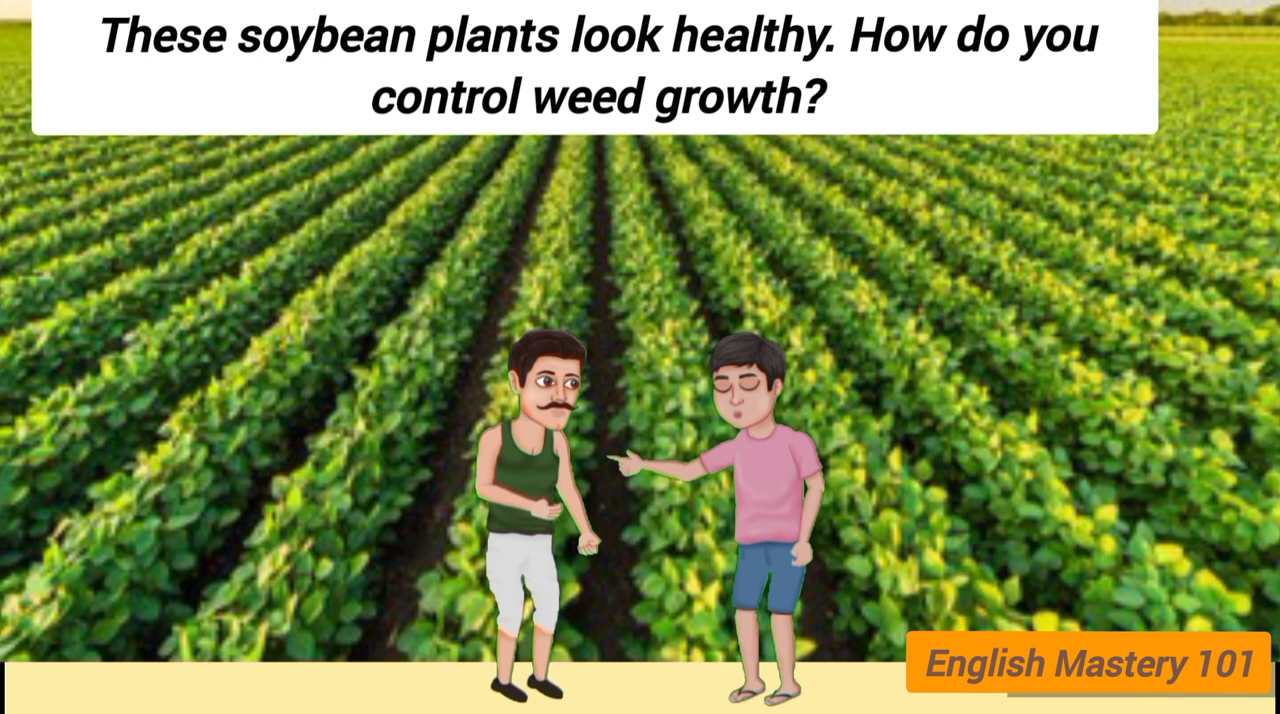 These soybean plants look healthy. How do you
control weed growth?
English Mastery 101